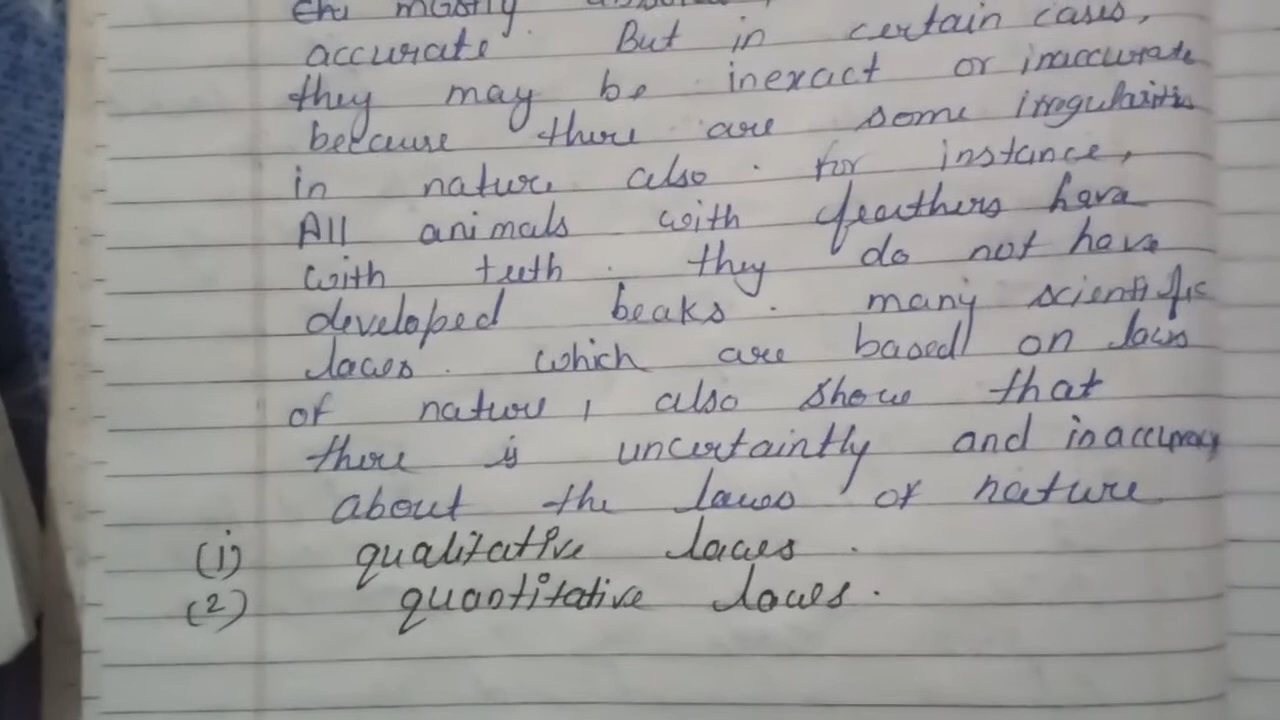 mostly
accurate. But in certain cases,
they may be inexact or inaccurate
because there are some irregularities
in nature also. For instance,
All animals with feathers have
with teeth. they do not have
developed beaks. many scientific
laws. which are based on laws
of nature, also show that
there is uncertaintly and inaccuracy
about the laws of nature
(i) qualitative laws.
(2) quantitative laws.